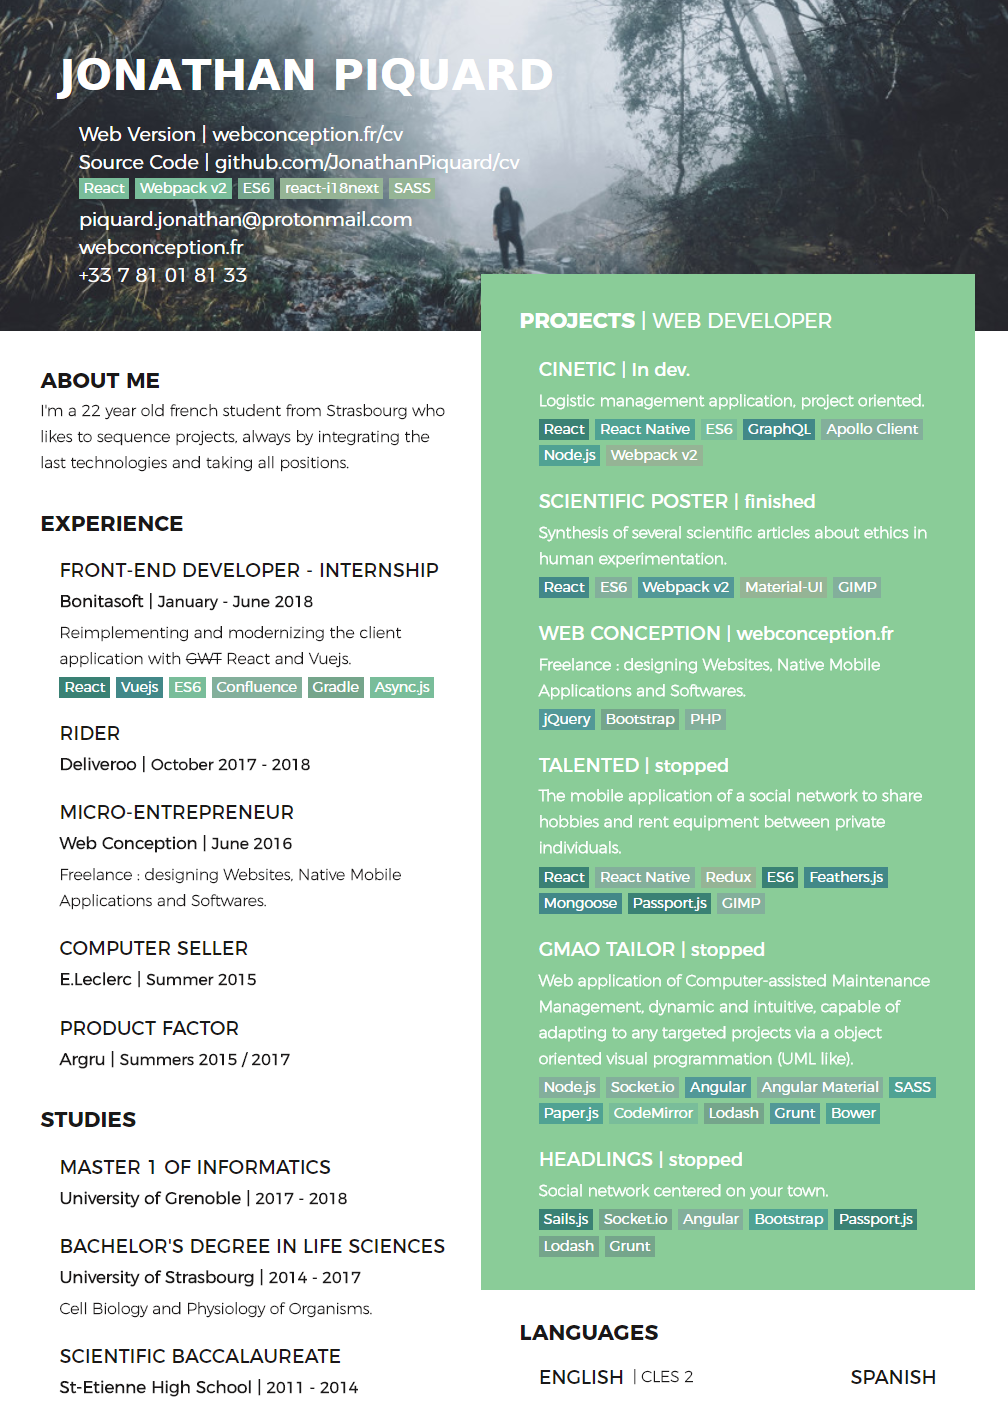 JONATHAN PIQUARD
Web Version | webconception.fr/cv
Source Code | github.com/JonathanPiquard/cv
React Webpack v2 ES6 react-i18next SASS
piquard.jonathan@protonmail.com
webconception.fr
+33 7 81 01 81 33
ABOUT ME
I'm a 22 year old french student from Strasbourg who
likes to sequence projects, always by integrating the
last technologies and taking all positions.
EXPERIENCE
FRONT-END DEVELOPER - INTERNSHIP
Bonitasoft | January - June 2018
Reimplementing and modernizing the client
application with GWT React and Vuejs.
React Vuejs ES6 Confluence Gradle Async.js
RIDER
Deliveroo | October 2017 - 2018
MICRO-ENTREPRENEUR
Web Conception | June 2016
Freelance : designing Websites, Native Mobile
Applications and Softwares.
COMPUTER SELLER
E.Leclerc | Summer 2015
PRODUCT FACTOR
Argru | Summers 2015 / 2017
STUDIES
MASTER 1 OF INFORMATICS
University of Grenoble | 2017 - 2018
BACHELOR'S DEGREE IN LIFE SCIENCES
University of Strasbourg | 2014 - 2017
Cell Biology and Physiology of Organisms.
SCIENTIFIC BACCALAUREATE
St-Etienne High School | 2011 - 2014
PROJECTS | WEB DEVELOPER
CINETIC | In dev.
Logistic management application, project oriented.
React React Native ES6 GraphQL Apollo Client
Node.js Webpack v2
SCIENTIFIC POSTER | finished
Synthesis of several scientific articles about ethics in
human experimentation.
React ES6 Webpack v2 Material-UI GIMP
WEB CONCEPTION | webconception.fr
Freelance : designing Websites, Native Mobile
Applications and Softwares.
jQuery Bootstrap PHP
TALENTED | stopped
The mobile application of a social network to share
hobbies and rent equipment between private
individuals.
React React Native Redux ES6 Feathers.js
Mongoose Passport.js GIMP
GMAO TAILOR | stopped
Web application of Computer-assisted Maintenance
Management, dynamic and intuitive, capable of
adapting to any targeted projects via a object
oriented visual programmation (UML like).
Node.js Socket.io Angular Angular Material SASS
Paper.js CodeMirror Lodash Grunt Bower
HEADLINGS | stopped
Social network centered on your town.
Sails.js Socket.io Angular Bootstrap Passport.js
Lodash Grunt
LANGUAGES
ENGLISH | CLES 2 SPANISH